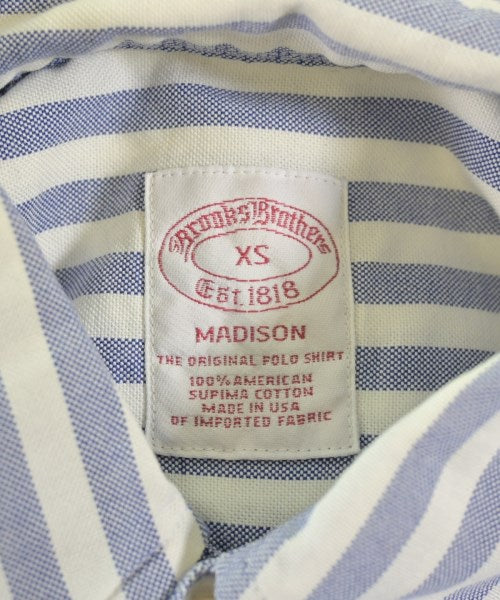 Brooks Brothers
XS
Est. 1818
MADISON
THE ORIGINAL POLO SHIRT
100% AMERICAN
SUPIMA COTTON
MADE IN USA
OF IMPORTED FABRIC